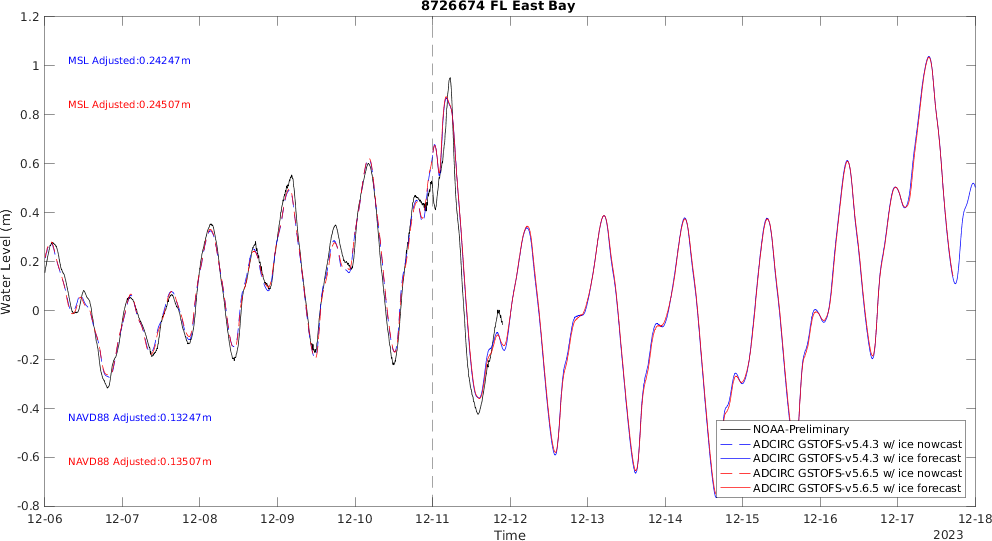 8726674 FL East Bay
1.2
1
0.8
0.6
0.4
0.2
0
-0.2
-0.4
-0.6
-0.8
Water Level (m)
MSL Adjusted:0.24247m
MSL Adjusted:0.24507m
NAVD88 Adjusted:0.13247m
NAVD88 Adjusted:0.13507m
NOAA-Preliminary
ADCIRC GSTOFS-v5.4.3 w/ ice nowcast
ADCIRC GSTOFS-v5.4.3 w/ ice forecast
ADCIRC GSTOFS-v5.6.5 w/ ice nowcast
ADCIRC GSTOFS-v5.6.5 w/ ice forecast
12-06 12-07 12-08 12-09 12-10 12-11 12-12 12-13 12-14 12-15 12-16 12-17 12-18
Time
2023